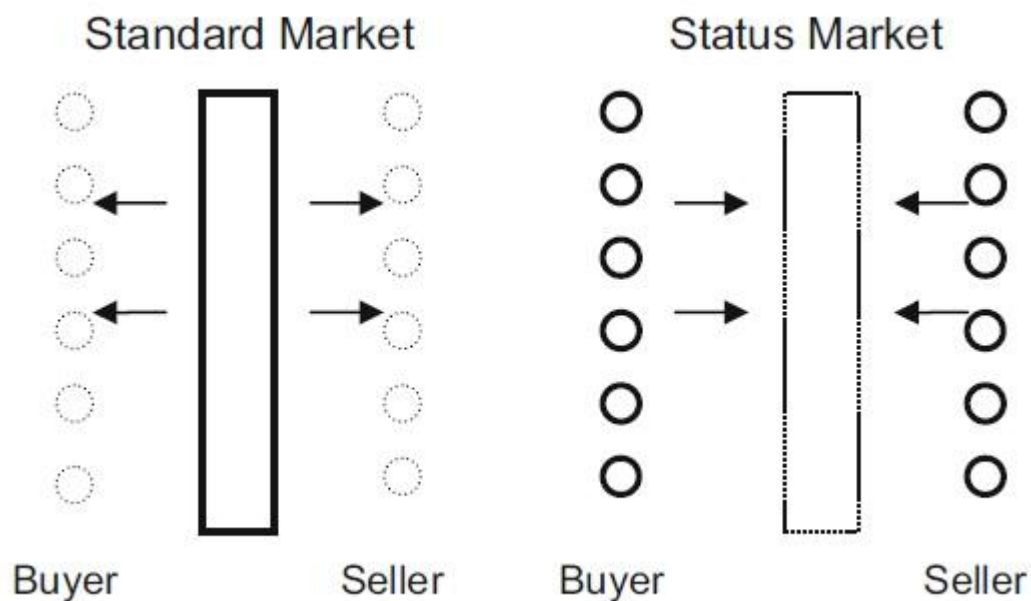 Standard Market
Status Market
Buyer
Seller
Buyer
Seller